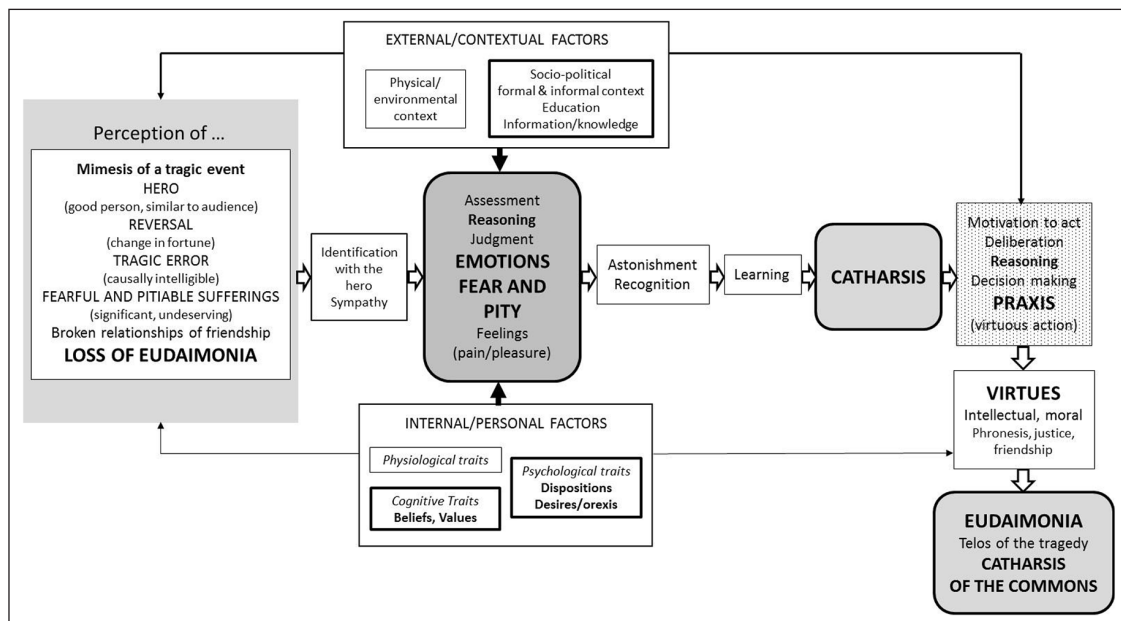 EXTERNAL/CONTEXTUAL FACTORS
Physical/
environmental
context
Socio-political
formal & informal context
Education
Information/knowledge
Perception of ...
Mimesis of a tragic event
HERO
(good person, similar to audience)
REVERSAL
(change in fortune)
TRAGIC ERROR
(causally intelligible)
FEARFUL AND PITIABLE SUFFERINGS
(significant, undeserving)
Broken relationships of friendship
LOSS OF EUDAIMONIA
Identification
with the
hero
Sympathy
Assessment
Reasoning
Judgment
EMOTIONS
FEAR AND
PITY
Feelings
(pain/pleasure)
Astonishment
Recognition
Learning
CATHARSIS
Motivation to act
Deliberation
Reasoning
Decision making
PRAXIS
(virtuous action)
VIRTUES
Intellectual, moral
Phronesis, justice,
friendship
EUDAIMONIA
Telos of the tragedy
CATHARSIS
OF THE COMMONS
INTERNAL/PERSONAL FACTORS
Physiological traits
Cognitive Traits
Beliefs, Values
Psychological traits
Dispositions
Desires/orexis